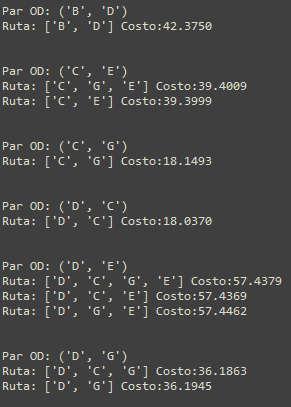 Par OD: ('B', 'D')
Ruta: ['B', 'D'] Costo:42.3750
Par OD: ('C', 'E')
Ruta: ['C', 'G', 'E'] Costo:39.4009
Ruta: ['C', 'E'] Costo:39.3999
Par OD: ('C', 'G')
Ruta: ['C', 'G'] Costo:18.1493
Par OD: ('D', 'C')
Ruta: ['D', 'C'] Costo:18.0370
Par OD: ('D', 'E')
Ruta: ['D', 'C', 'G', 'E'] Costo:57.4379
Ruta: ['D', 'C', 'E'] Costo:57.4369
Ruta: ['D', 'G', 'E'] Costo:57.4462
Par OD: ('D', 'G')
Ruta: ['D', 'C', 'G'] Costo:36.1863
Ruta: ['D', 'G'] Costo:36.1945